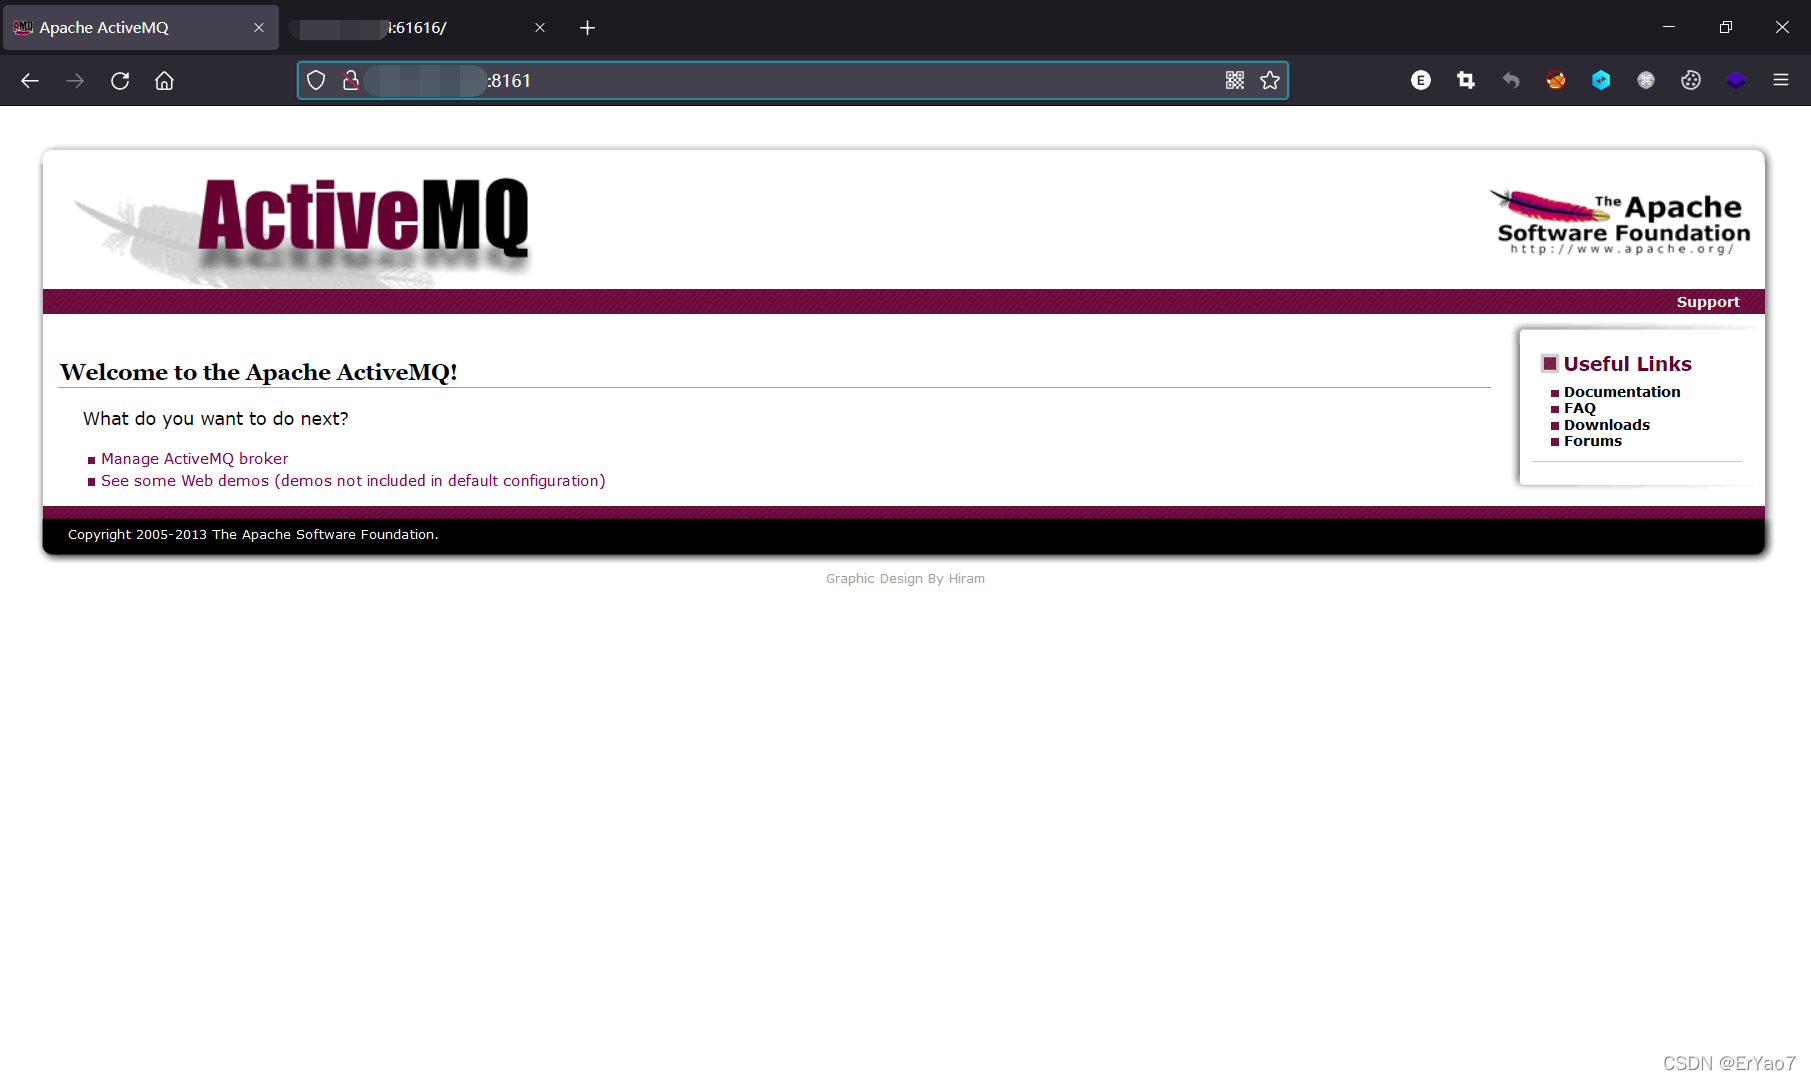 Apache ActiveMQ
:61616/
:8161
E
ActiveMQ
The Apache
Software Foundation
http://www.apache.org/
Support
Welcome to the Apache ActiveMQ!
What do you want to do next?
Manage ActiveMQ broker
See some Web demos (demos not included in default configuration)
Useful Links
Documentation
FAQ
Downloads
Forums
Copyright 2005-2013 The Apache Software Foundation.
Graphic Design By Hiram
CSDN @ErYao7